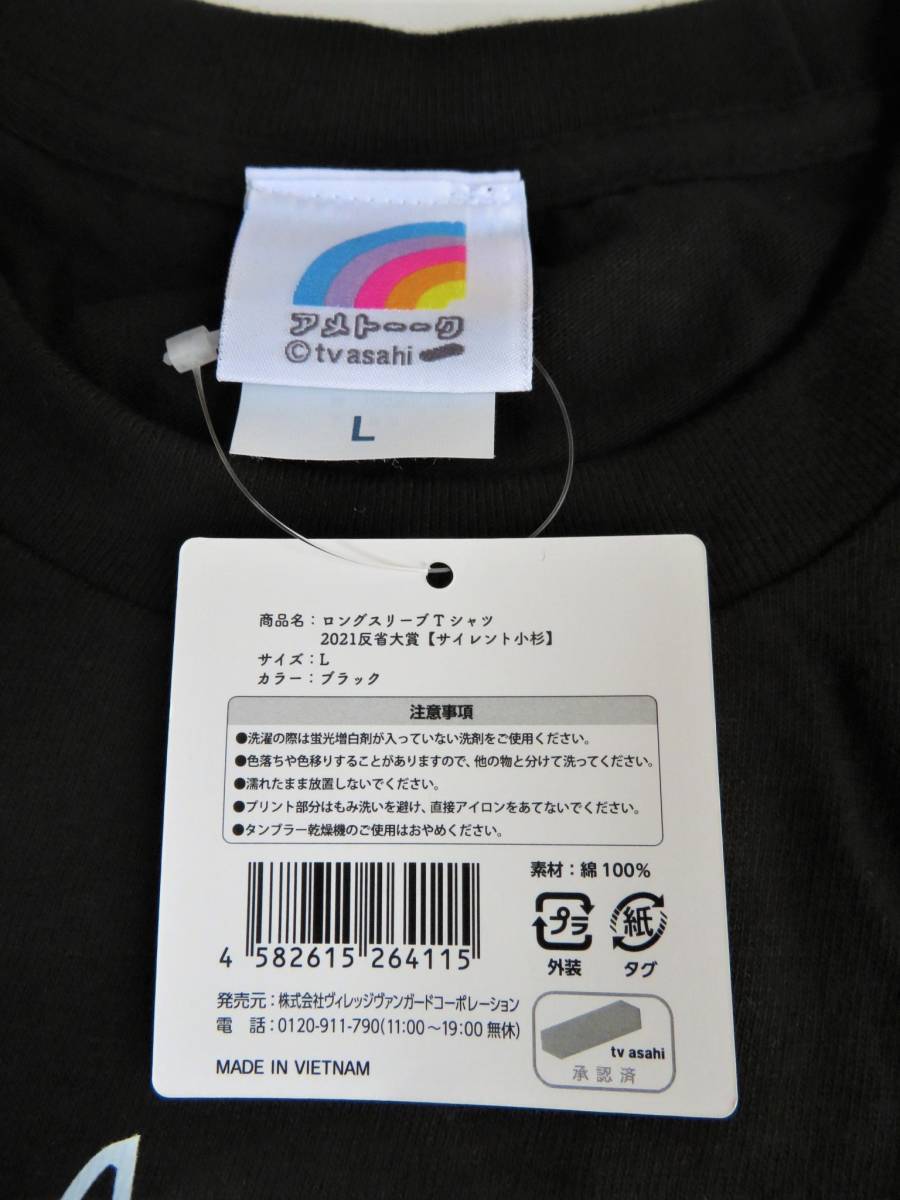 アメトーーク
©tv asahi
L
商品名：ロングスリーブTシャツ
2021反省大賞【サイレント小杉】
サイズ：L
カラー：ブラック
注意事項
●洗濯の際は蛍光増白剤が入っていない洗剤をご使用ください。
●色落ちや色移りすることがありますので、他の物と分けて洗ってください。
●濡れたまま放置しないでください。
●プリント部分はもみ洗いを避け、直接アイロンをあてないでください。
●タンブラー乾燥機のご使用はおやめください。
素材：綿100%
プラ
紙
外装
タグ
4 582615 264115
発売元：株式会社ヴィレッジヴァンガードコーポレーション
電　話：0120-911-790(11:00～19:00 無休)
MADE IN VIETNAM
tv asahi
承認済